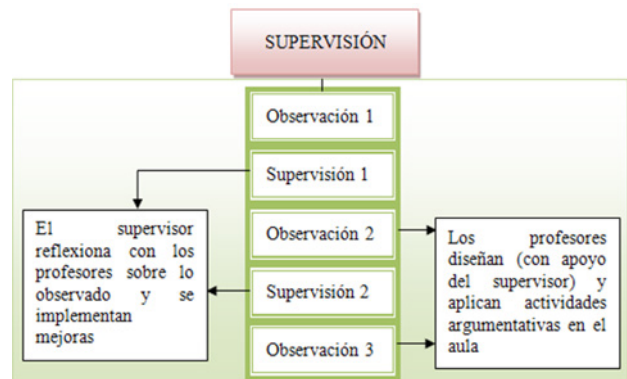 SUPERVISIÓN
Observación 1
Supervisión 1
Observación 2
Supervisión 2
Observación 3
El supervisor
reflexiona con los
profesores sobre lo
observado y se
implementan
mejoras
Los profesores
diseñan (con apoyo
del supervisor) y
aplican actividades
argumentativas en el
aula